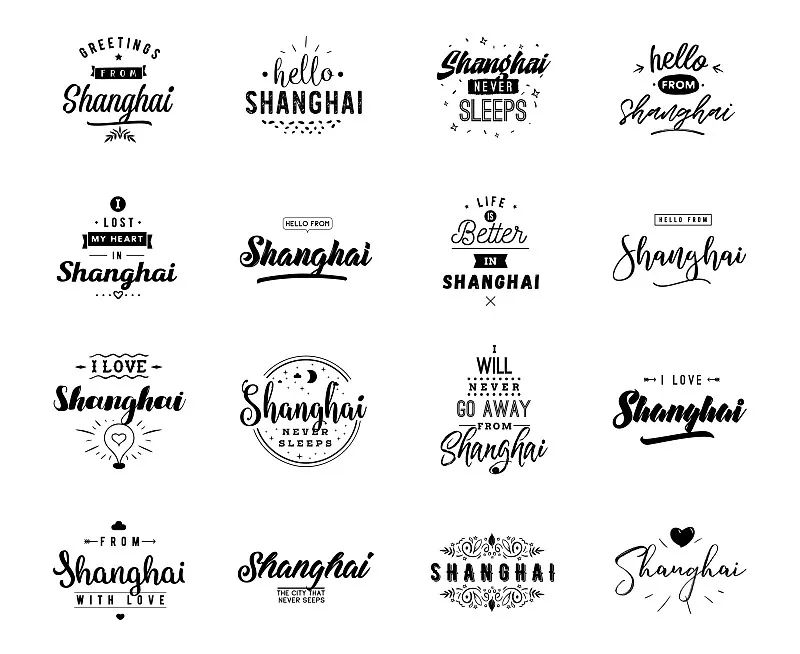 GREETINGS
FROM
Shanghai
hello
SHANGHAI
Shanghai
NEVER
SLEEPS
hello
FROM
Shanghai
I
LOST
MY HEART
IN
Shanghai
HELLO FROM
Shanghai
LIFE
IS
Better
IN
SHANGHAI
HELLO FROM
Shanghai
I LOVE
Shanghai
Shanghai
NEVER
SLEEPS
I
WILL
NEVER
GO AWAY
FROM
Shanghai
I LOVE
Shanghai
FROM
Shanghai
WITH LOVE
Shanghai
THE CITY THAT
NEVER SEEPS
SHANGHAI
Shanghai